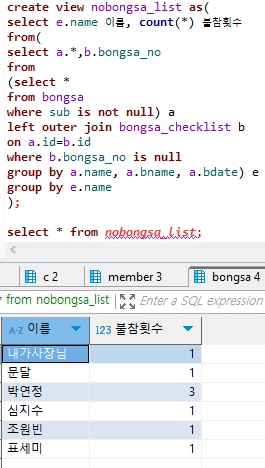 create view nobongsa_list as(
select e.name 이름, count(*) 불참횟수
from(
select a.*,b.bongsa_no
from
(select *
from bongsa
where sub is not null) a
left outer join bongsa_checklist b
on a.id=b.id
where b.bongsa_no is null
group by a.name, a.bname, a.bdate) e
group by e.name
);
select * from nobongsa_list;
c 2 member 3 bongsa 4
from nobongsa_list Enter a SQL expression
A-Z 이름 123 불참횟수
내가사장님 1
문달 1
박연정 3
심지수 1
조원빈 1
표세미 1